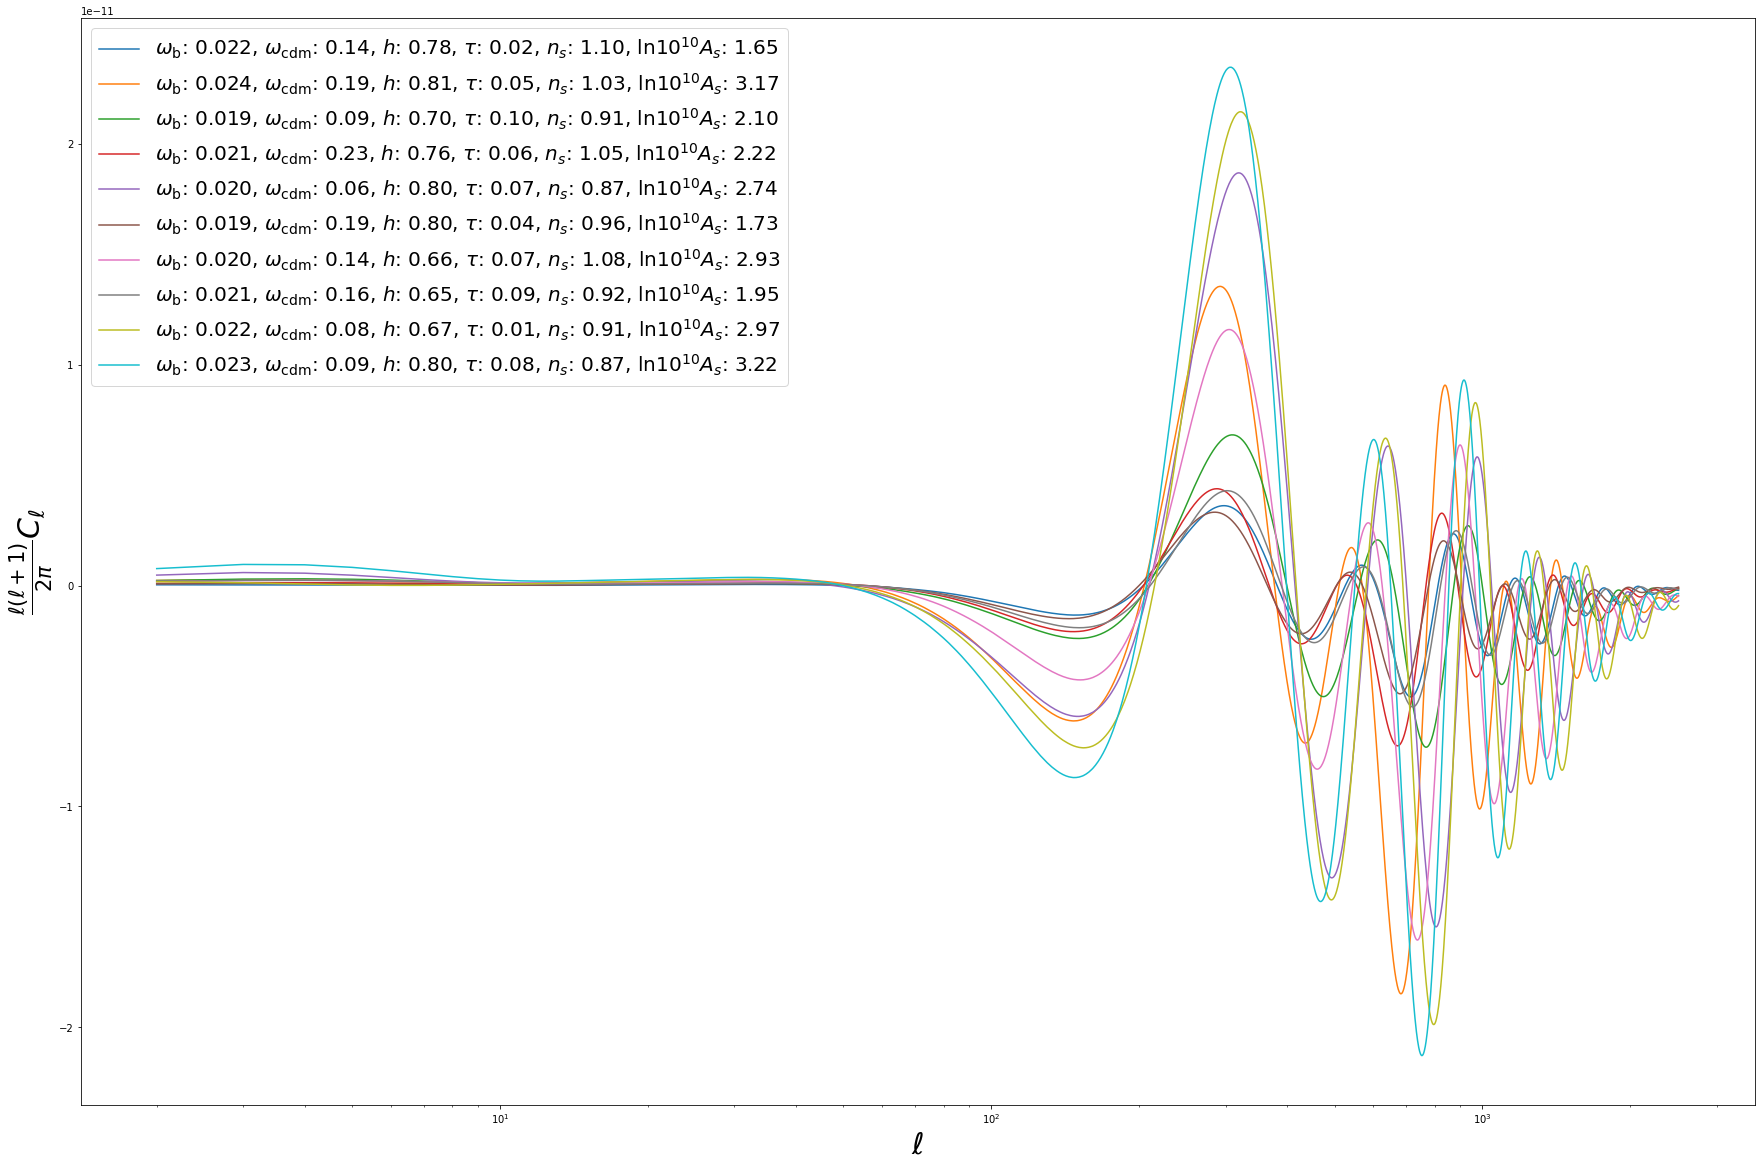 1e−11
ω_b: 0.022, ω_cdm: 0.14, h: 0.78, τ: 0.02, n_s: 1.10, ln10^10 A_s: 1.65
ω_b: 0.024, ω_cdm: 0.19, h: 0.81, τ: 0.05, n_s: 1.03, ln10^10 A_s: 3.17
ω_b: 0.019, ω_cdm: 0.09, h: 0.70, τ: 0.10, n_s: 0.91, ln10^10 A_s: 2.10
ω_b: 0.021, ω_cdm: 0.23, h: 0.76, τ: 0.06, n_s: 1.05, ln10^10 A_s: 2.22
ω_b: 0.020, ω_cdm: 0.06, h: 0.80, τ: 0.07, n_s: 0.87, ln10^10 A_s: 2.74
ω_b: 0.019, ω_cdm: 0.19, h: 0.80, τ: 0.04, n_s: 0.96, ln10^10 A_s: 1.73
ω_b: 0.020, ω_cdm: 0.14, h: 0.66, τ: 0.07, n_s: 1.08, ln10^10 A_s: 2.93
ω_b: 0.021, ω_cdm: 0.16, h: 0.65, τ: 0.09, n_s: 0.92, ln10^10 A_s: 1.95
ω_b: 0.022, ω_cdm: 0.08, h: 0.67, τ: 0.01, n_s: 0.91, ln10^10 A_s: 2.97
ω_b: 0.023, ω_cdm: 0.09, h: 0.80, τ: 0.08, n_s: 0.87, ln10^10 A_s: 3.22
2
1
0
−1
−2
ℓ(ℓ+1)/2π C_ℓ
10^1 10^2 10^3
ℓ